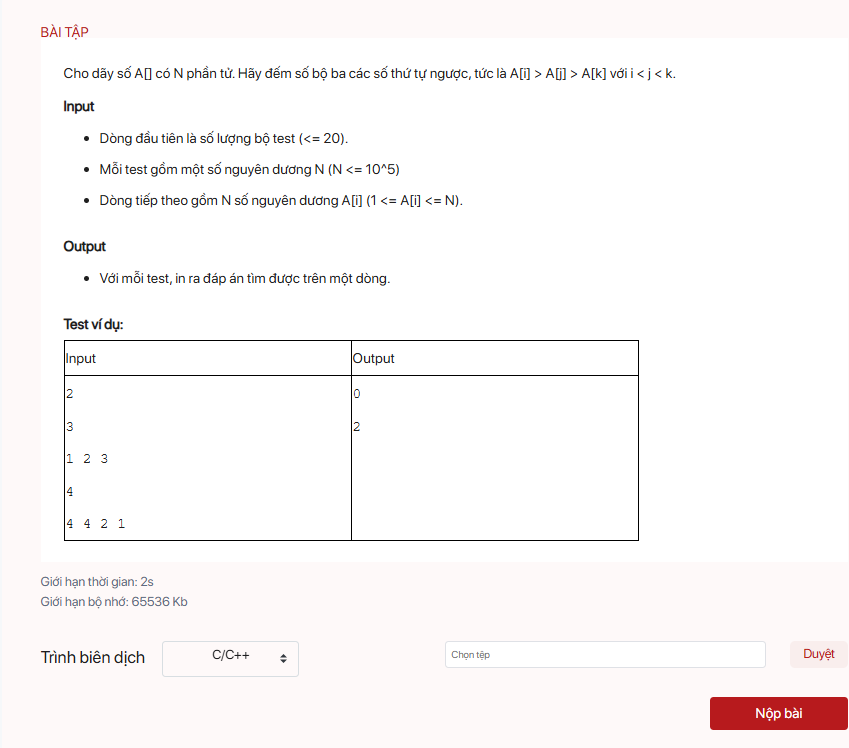 BÀI TẬP
Cho dãy số A[] có N phần tử. Hãy đếm số bộ ba các số thứ tự ngược, tức là A[i] > A[j] > A[k] với i < j < k.
Input
Dòng đầu tiên là số lượng bộ test (<= 20).
Mỗi test gồm một số nguyên dương N (N <= 10^5)
Dòng tiếp theo gồm N số nguyên dương A[i] (1 <= A[i] <= N).
Output
Với mỗi test, in ra đáp án tìm được trên một dòng.
Test ví dụ:
Input Output
2 0
3 2
1 2 3
4
4 4 2 1
Giới hạn thời gian: 2s
Giới hạn bộ nhớ: 65536 Kb
Trình biên dịch C/C++ Chọn tệp Duyệt
Nộp bài